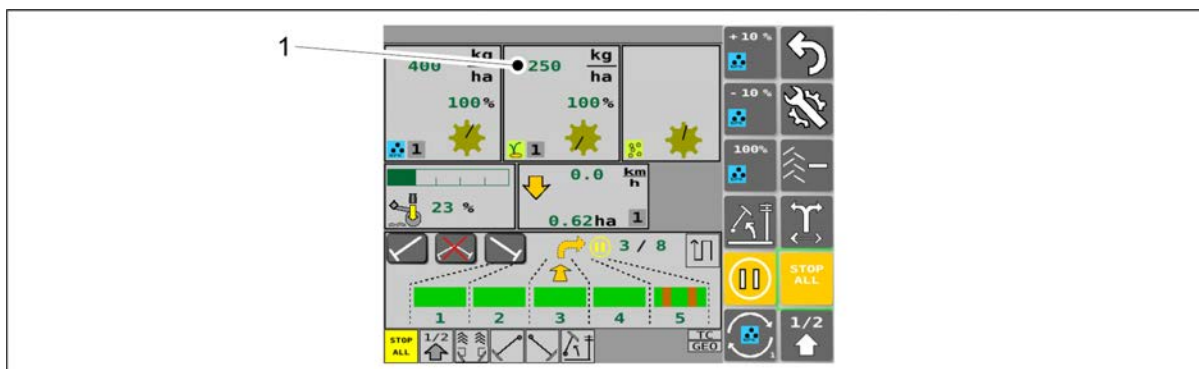 1
400 kg
ha
100%
1
250 kg
ha
100%
1
23 %
0.0 km
h
0.62ha 1
3 / 8
1 2 3 4 5
STOP
ALL
1/2
TC
GEO
+10 %
- 10 %
100%
STOP
ALL
1
1/2